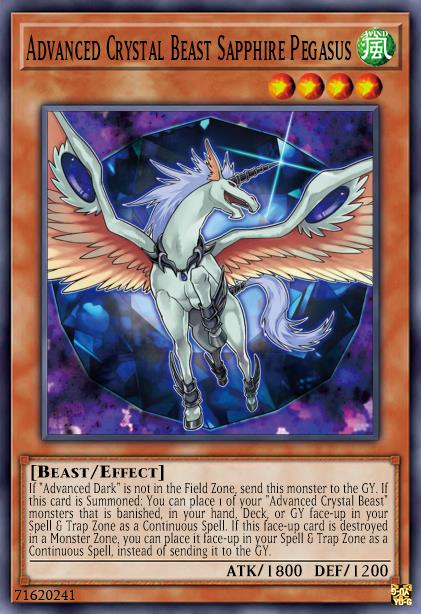 Advanced Crystal Beast Sapphire Pegasus
WIND
風
[Beast/Effect]
If "Advanced Dark" is not in the Field Zone, send this monster to the GY. If
this card is Summoned: You can place 1 of your "Advanced Crystal Beast"
monsters that is banished, in your hand, Deck, or GY face-up in your
Spell & Trap Zone as a Continuous Spell. If this face-up card is destroyed
in a Monster Zone, you can place it face-up in your Spell & Trap Zone as a
Continuous Spell, instead of sending it to the GY.
ATK/1800 DEF/1200
71620241